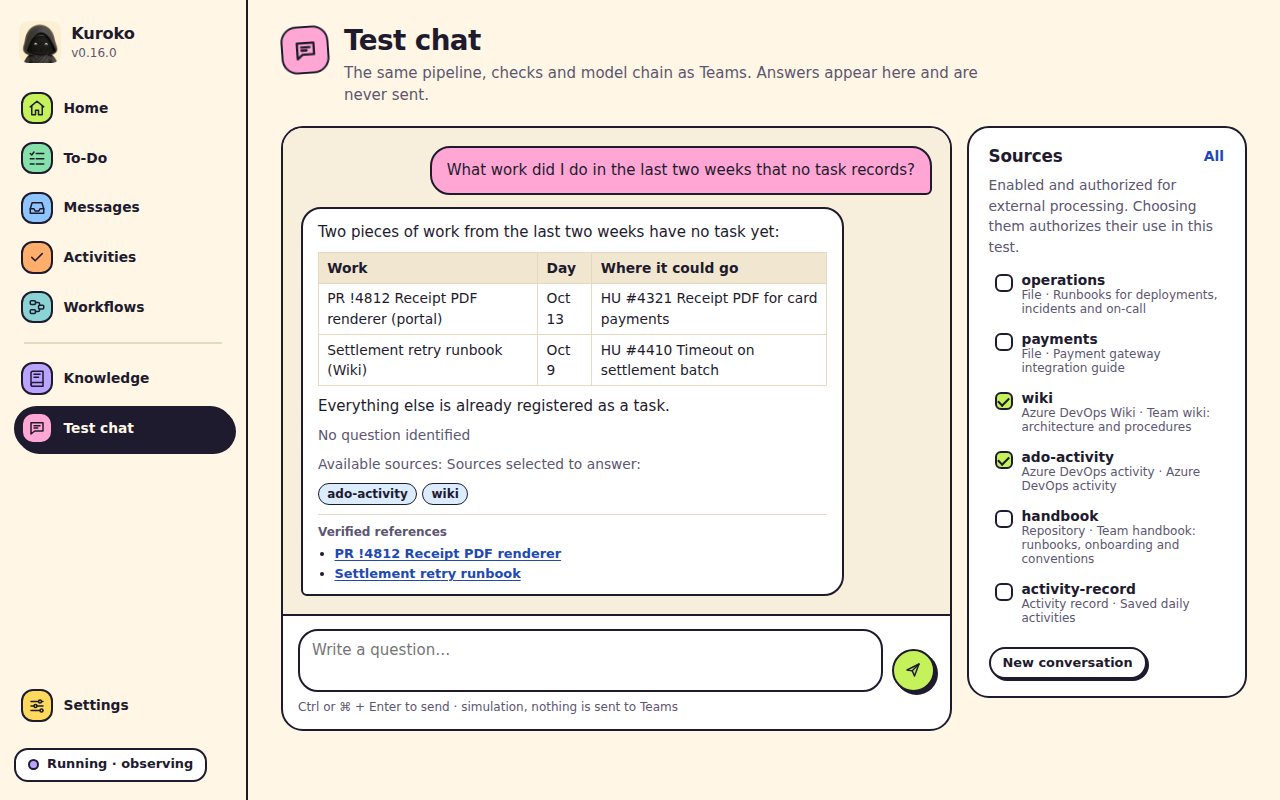 Kuroko
v0.16.0
Home
To-Do
Messages
Activities
Workflows
Knowledge
Test chat
Settings
Running · observing
Test chat
The same pipeline, checks and model chain as Teams. Answers appear here and are
never sent.
What work did I do in the last two weeks that no task records?
Two pieces of work from the last two weeks have no task yet:
Work Day Where it could go
PR !4812 Receipt PDF renderer (portal) Oct 13 HU #4321 Receipt PDF for card payments
Settlement retry runbook (Wiki) Oct 9 HU #4410 Timeout on settlement batch
Everything else is already registered as a task.
No question identified
Available sources: Sources selected to answer:
ado-activity wiki
Verified references
• PR !4812 Receipt PDF renderer
• Settlement retry runbook
Write a question…
Ctrl or ⌘ + Enter to send · simulation, nothing is sent to Teams
Sources All
Enabled and authorized for
external processing. Choosing
them authorizes their use in this
test.
operations
File · Runbooks for deployments,
incidents and on-call
payments
File · Payment gateway
integration guide
wiki
Azure DevOps Wiki · Team wiki:
architecture and procedures
ado-activity
Azure DevOps activity · Azure
DevOps activity
handbook
Repository · Team handbook:
runbooks, onboarding and
conventions
activity-record
Activity record · Saved daily
activities
New conversation